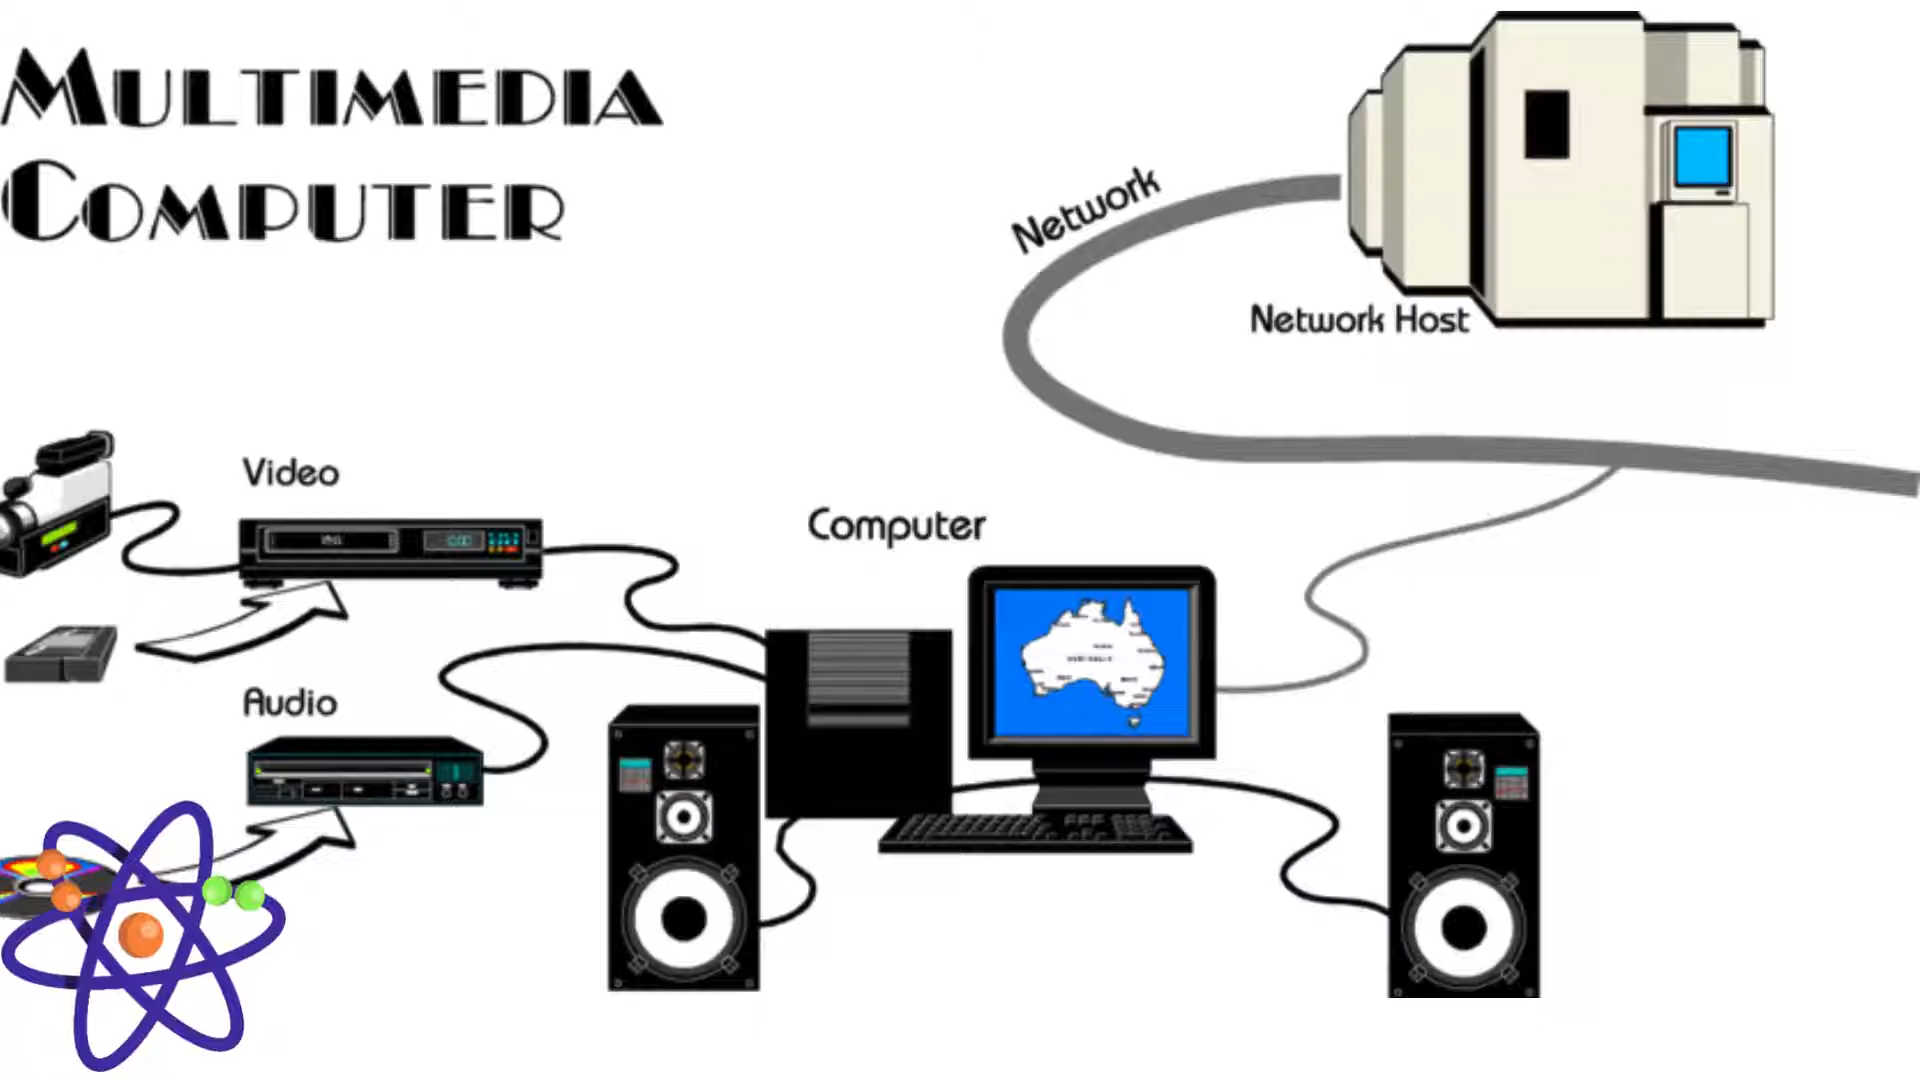 MULTIMEDIA
COMPUTER
Network
Network Host
Video
Computer
Audio